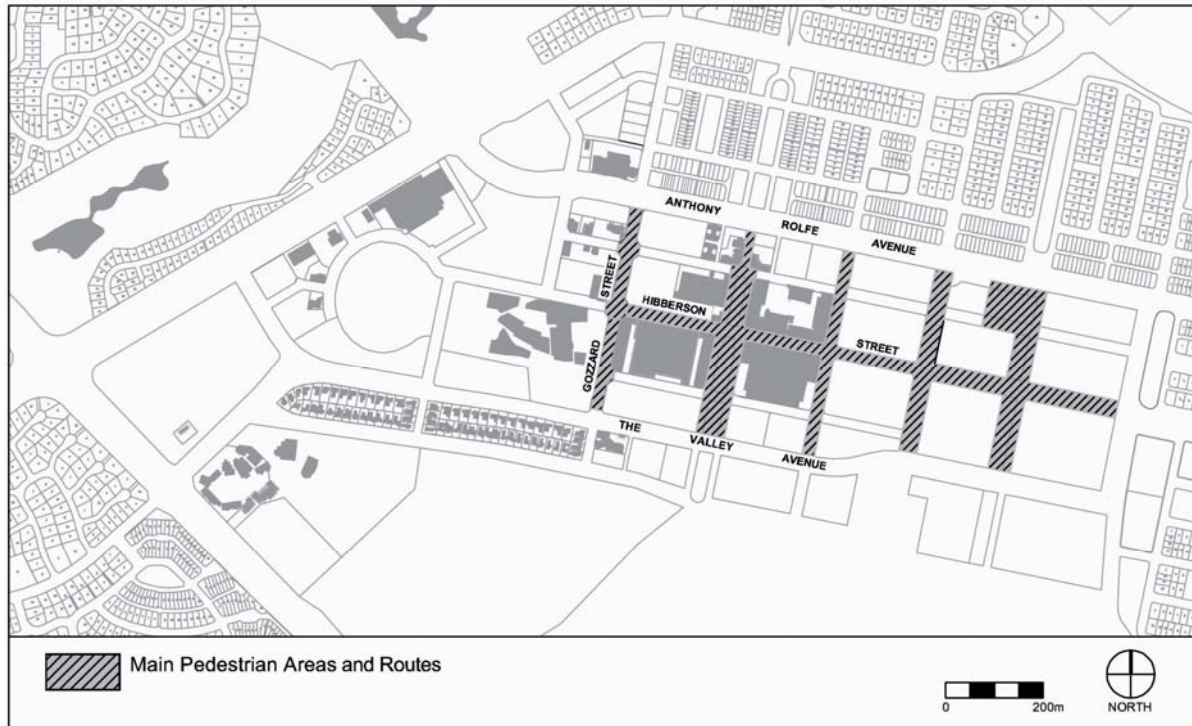 ANTHONY
ROLFE
AVENUE
STREET
HIBBERSON
STREET
GOZZARD
THE
VALLEY
AVENUE
Main Pedestrian Areas and Routes
0 200m
NORTH